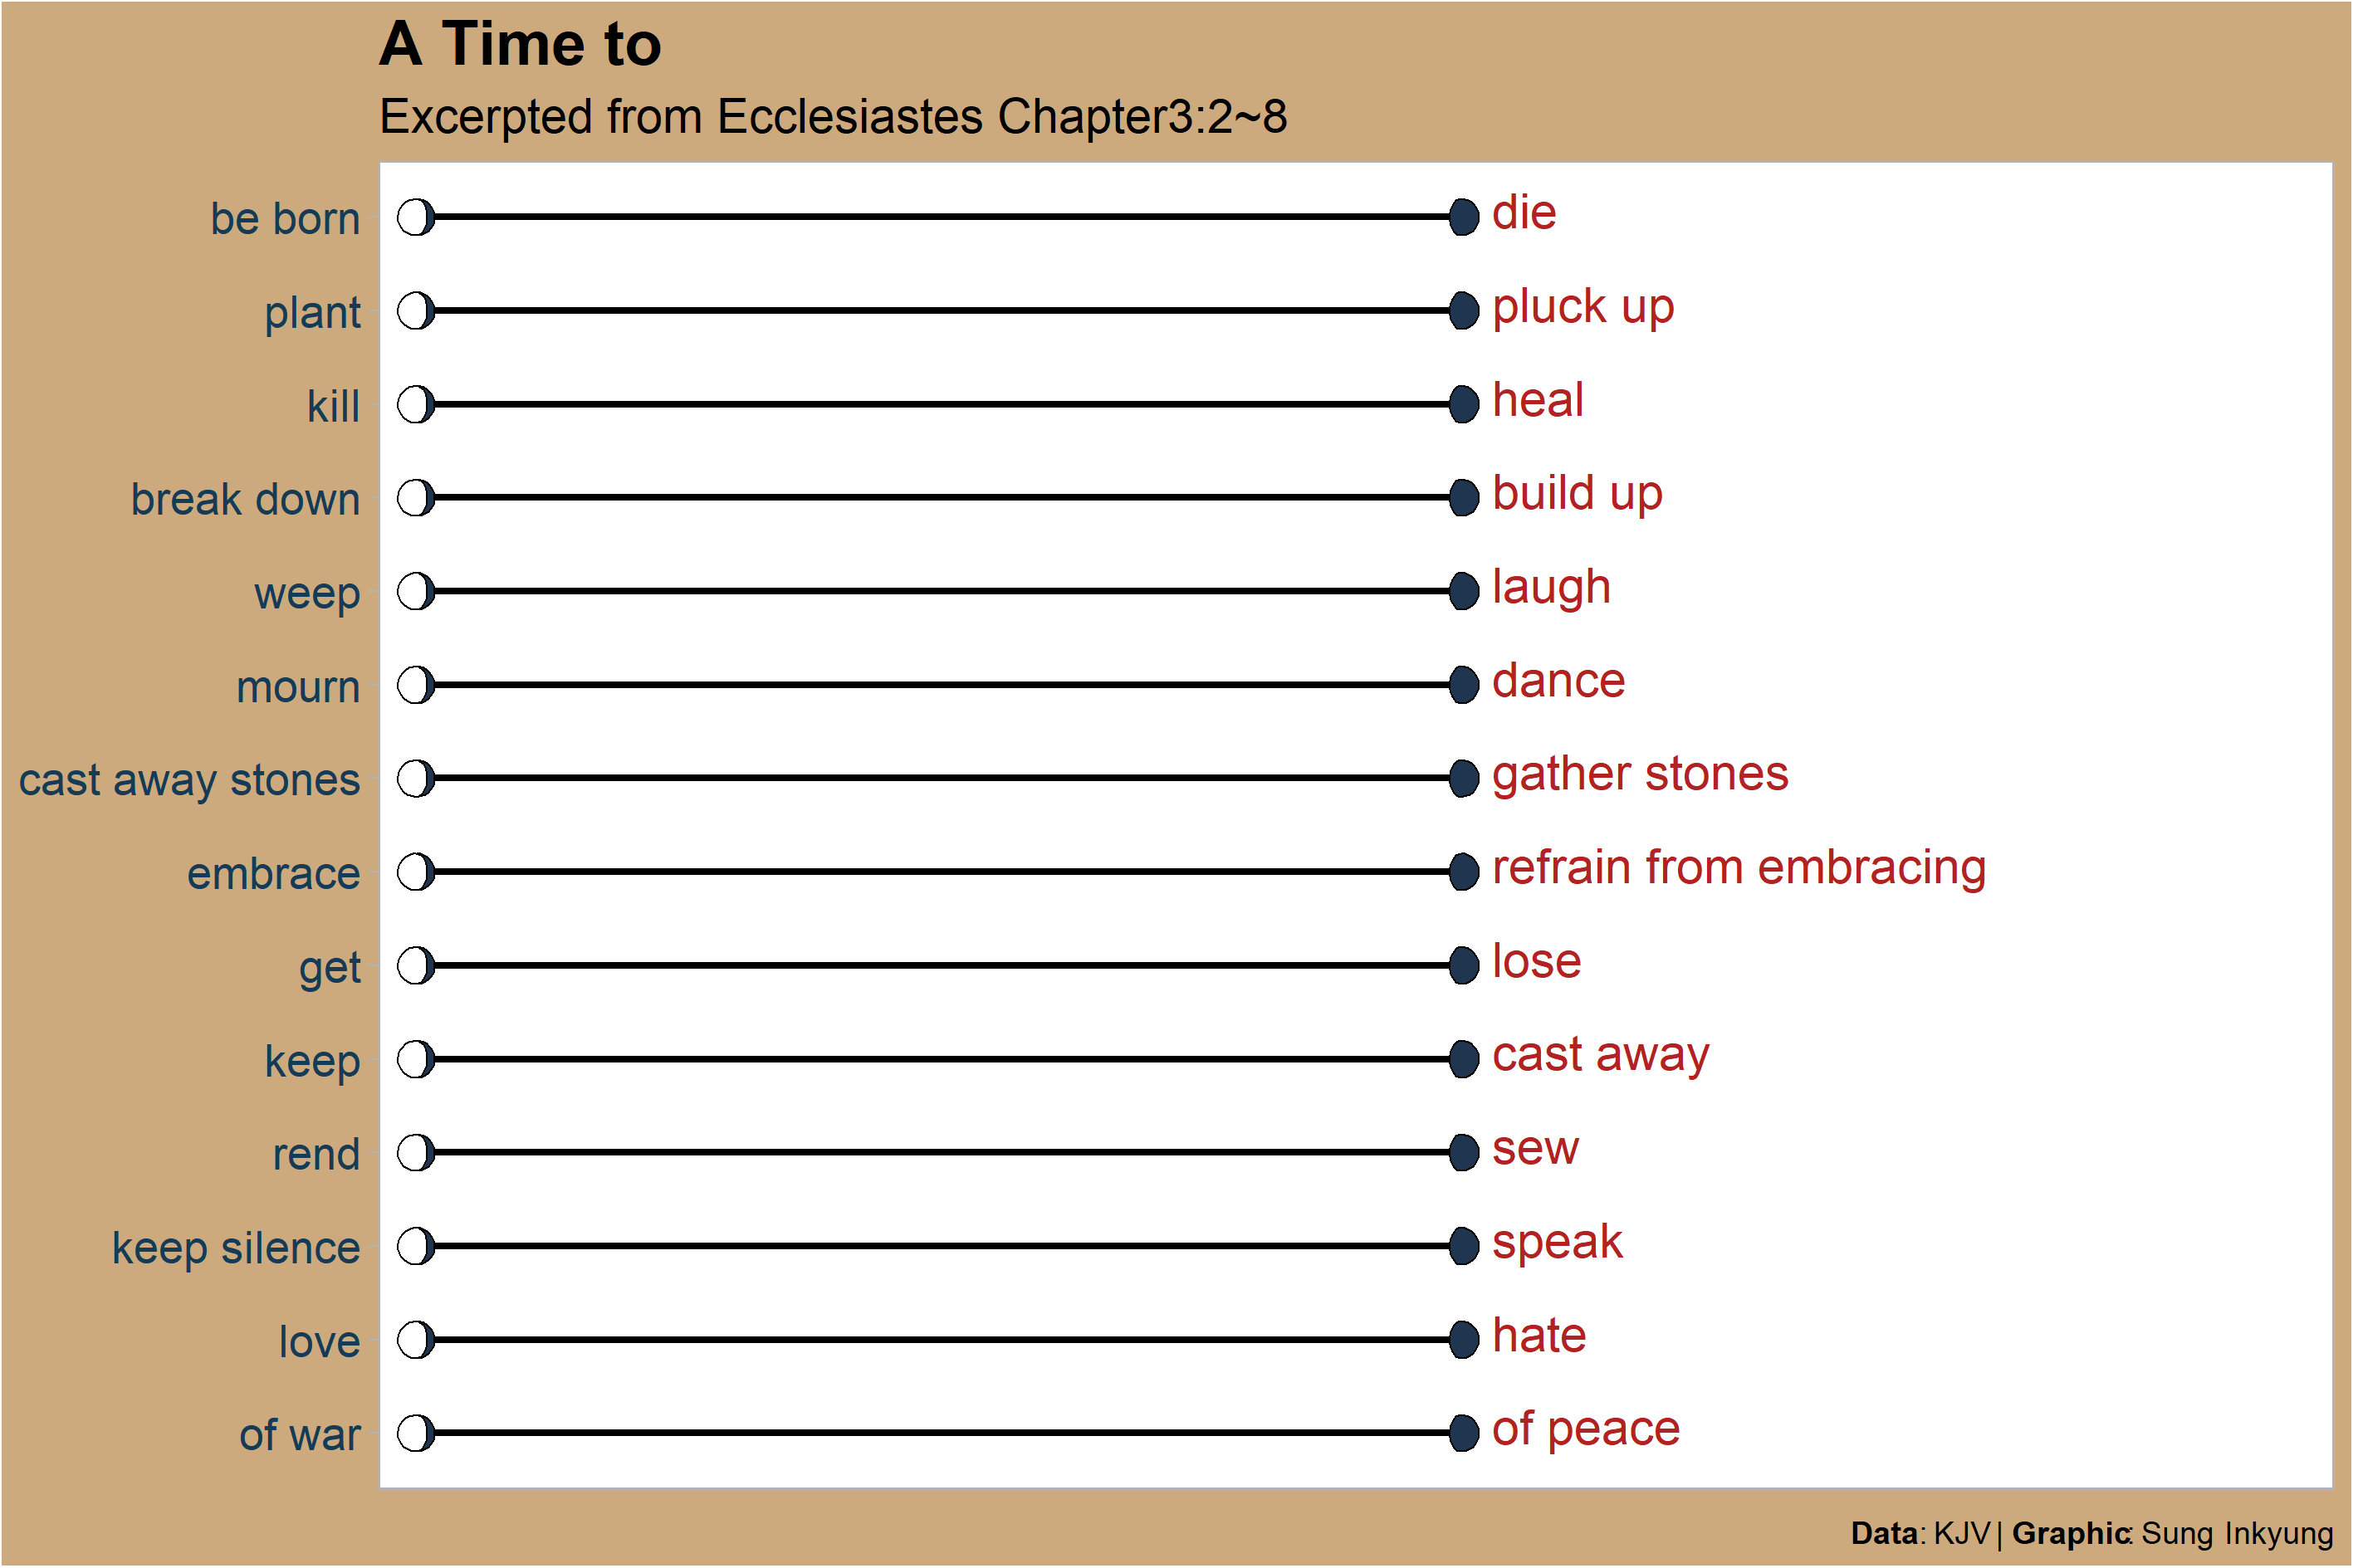 A Time to
Excerpted from Ecclesiastes Chapter3:2~8
be born die
plant pluck up
kill heal
break down build up
weep laugh
mourn dance
cast away stones gather stones
embrace refrain from embracing
get lose
keep cast away
rend sew
keep silence speak
love hate
of war of peace
Data: KJV | Graphic: Sung Inkyung